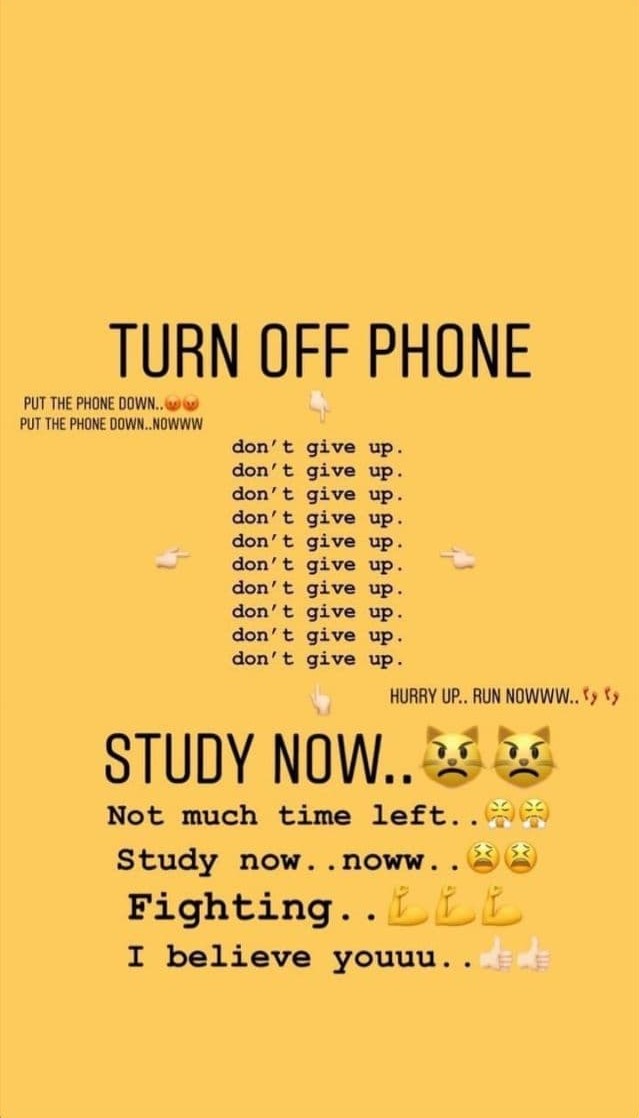 TURN OFF PHONE
PUT THE PHONE DOWN..😡😡
PUT THE PHONE DOWN..NOWWW
👇🏻
don't give up.
don't give up.
don't give up.
don't give up.
don't give up.
👉🏻 don't give up. 👈🏻
don't give up.
don't give up.
don't give up.
don't give up.
👆🏻
HURRY UP.. RUN NOWWW..👣👣
STUDY NOW..😾😾
Not much time left..😤😤
Study now..noww..😫😫
Fighting..💪💪💪
I believe youuu..👍🏻👍🏻